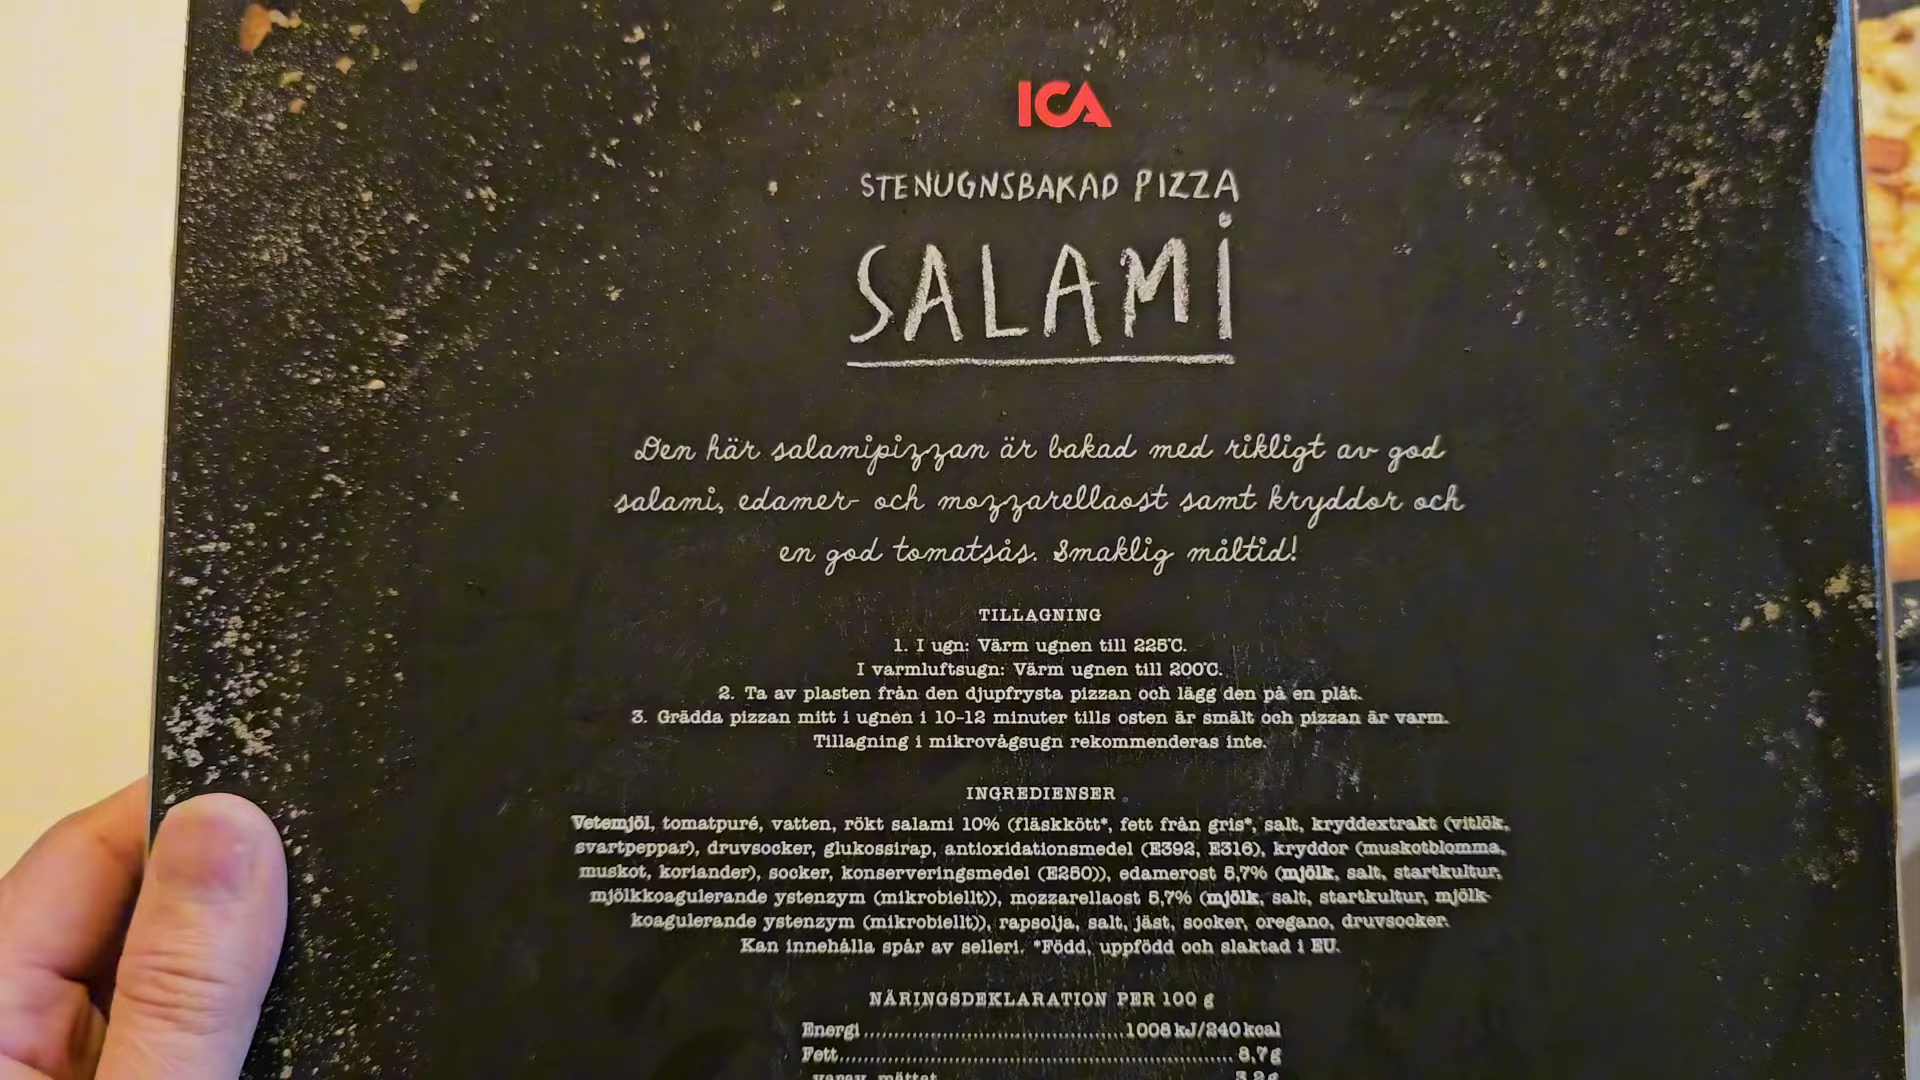 ICA
STENUGNSBAKAD PIZZA
SALAMI
Den här salamipizzan är bakad med rikligt av god
salami, edamer- och mozzarellaost samt kryddor och
en god tomatsås. Smaklig måltid!
TILLAGNING
1. I ugn: Värm ugnen till 225°C.
I varmluftsugn: Värm ugnen till 200°C.
2. Ta av plasten från den djupfrysta pizzan och lägg den på en plåt.
3. Grädda pizzan mitt i ugnen i 10-12 minuter tills osten är smält och pizzan är varm.
Tillagning i mikrovågsugn rekommenderas inte.
INGREDIENSER
Vetemjöl, tomatpuré, vatten, rökt salami 10% (fläskkött*, fett från gris*, salt, kryddextrakt (vitlök,
svartpeppar), druvsocker, glukossirap, antioxidationsmedel (E392, E316), kryddor (muskotblomma,
muskot, koriander), socker, konserveringsmedel (E250)), edamerost 5,7% (mjölk, salt, startkultur,
mjölkkoagulerande ystenzym (mikrobiellt)), mozzarellaost 5,7% (mjölk, salt, startkultur, mjölk-
koagulerande ystenzym (mikrobiellt)), rapsolja, salt, jäst, socker, oregano, druvsocker.
Kan innehålla spår av selleri. *Född, uppfödd och slaktad i EU.
NÄRINGSDEKLARATION PER 100 g
Energi......................................1008 kJ/240 kcal
Fett.........................................................8,7 g
varav mättat 3,2 g